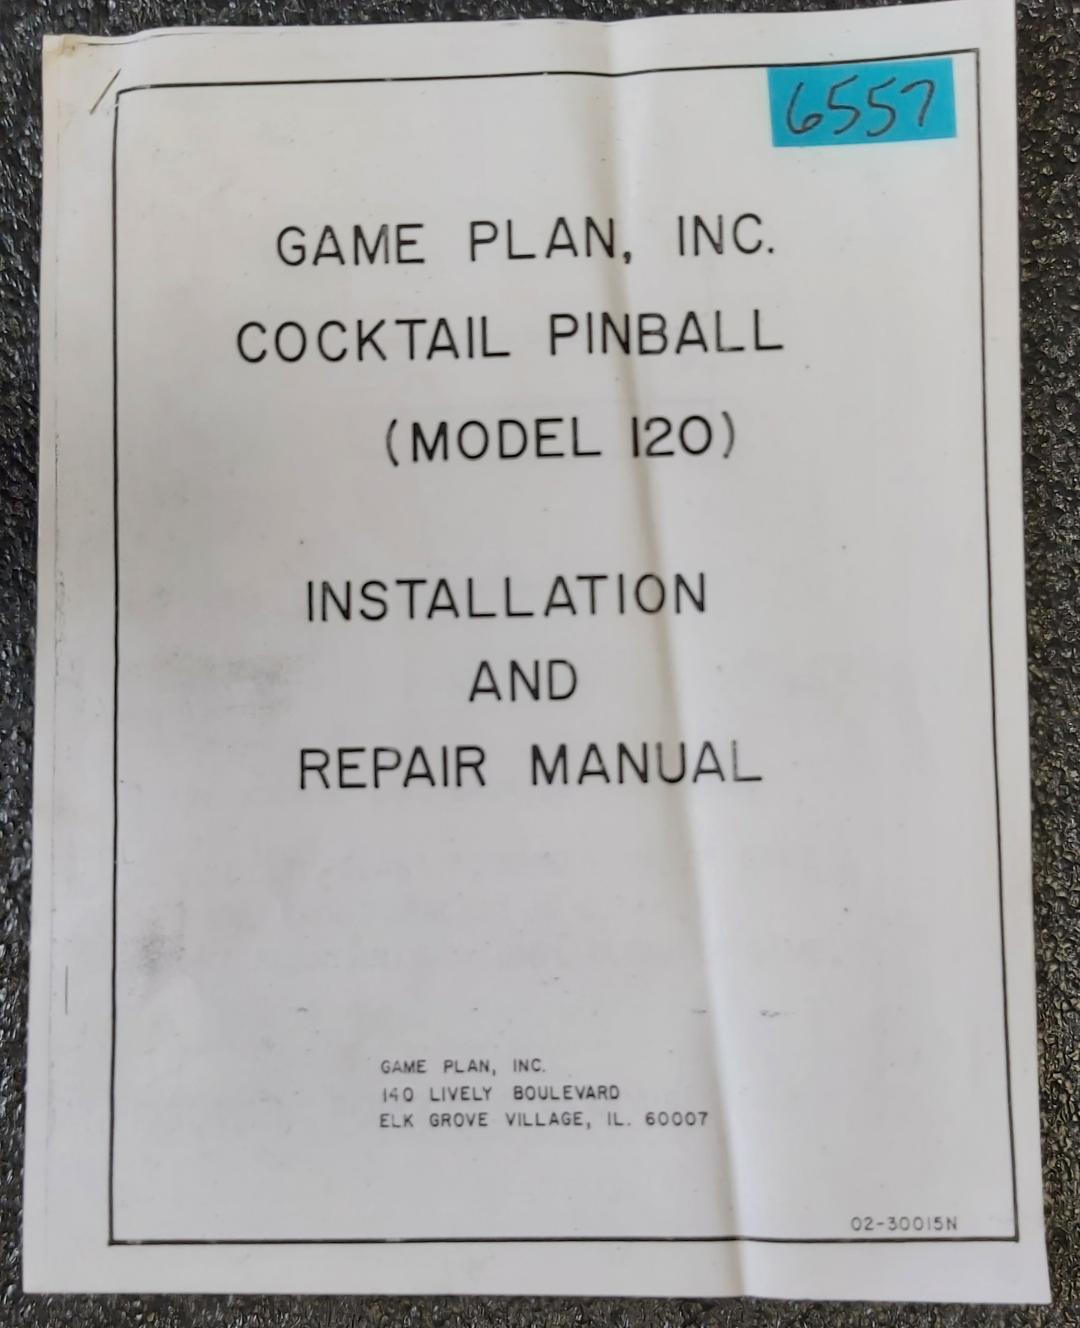 6557
GAME PLAN, INC.
COCKTAIL PINBALL
(MODEL 120)
INSTALLATION
AND
REPAIR MANUAL
GAME PLAN, INC.
140 LIVELY BOULEVARD
ELK GROVE VILLAGE, IL. 60007
02-30015N